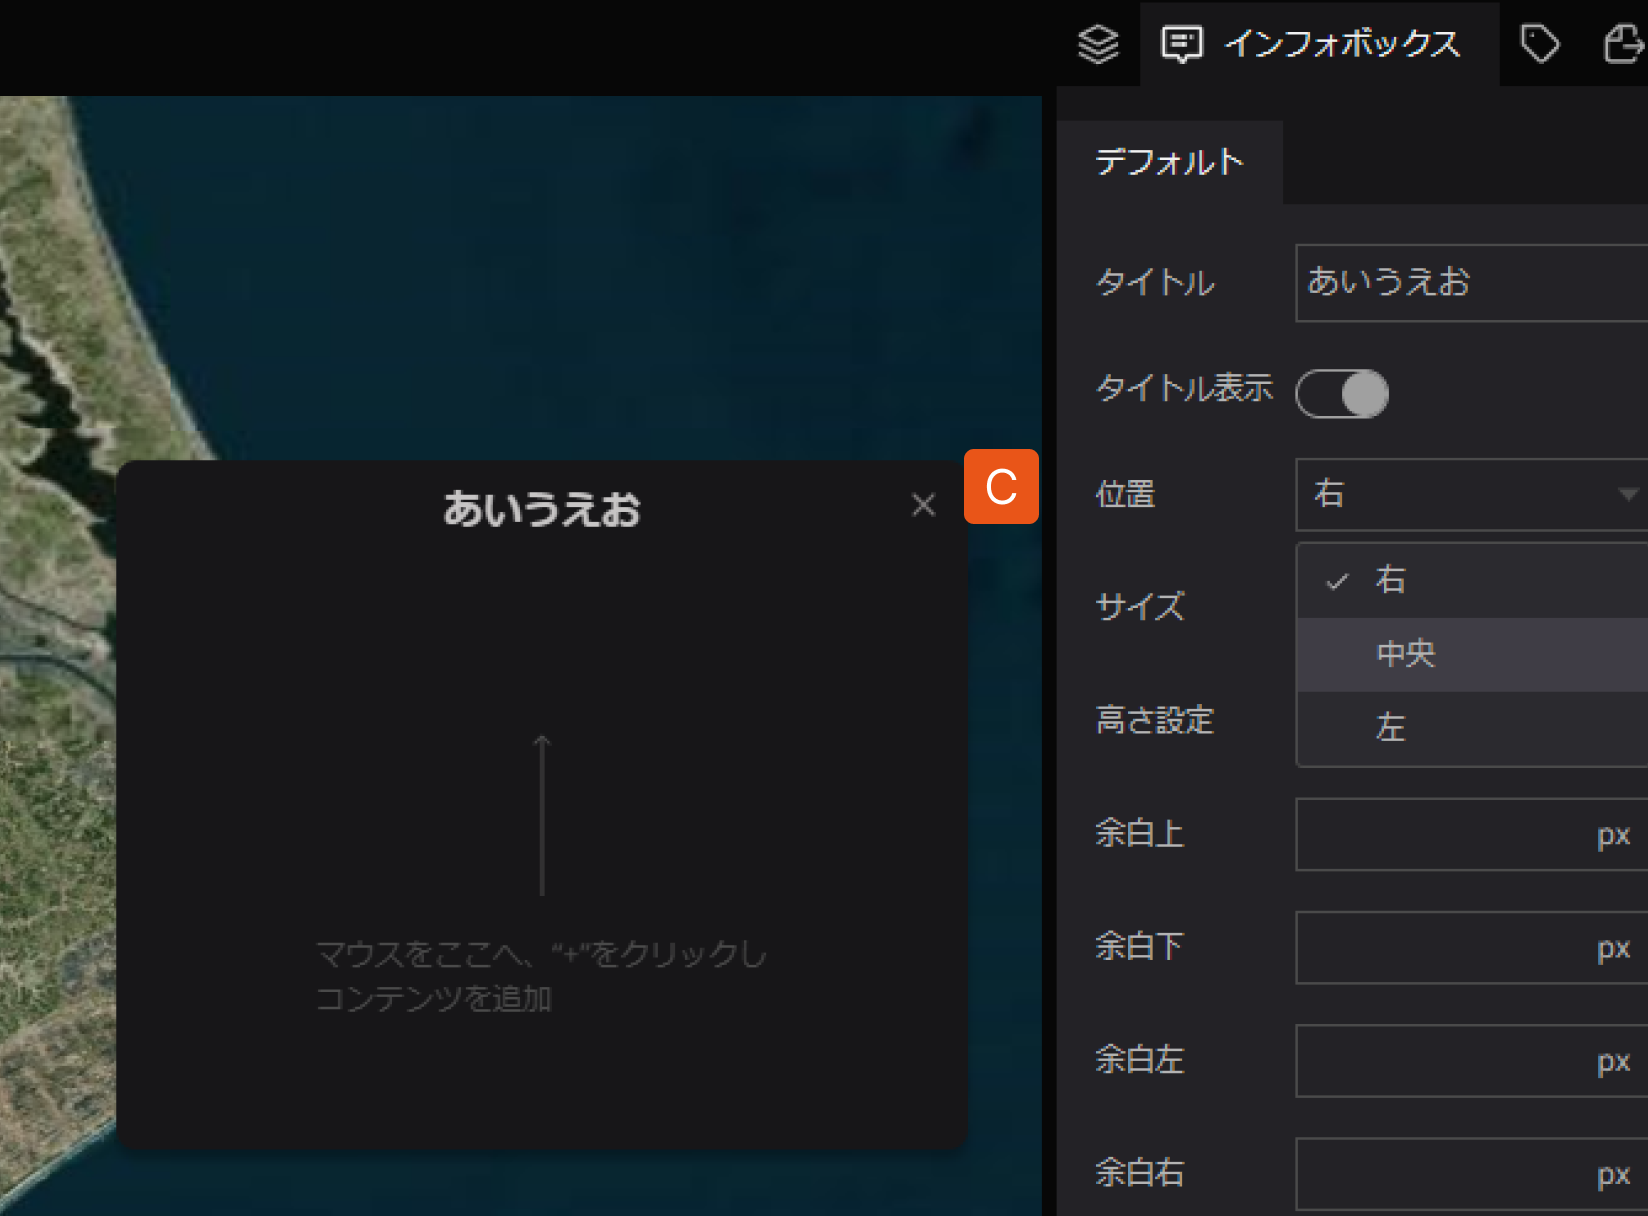 インフォボックス
デフォルト
タイトル
あいうえお
タイトル表示
位置
右
右
中央
左
サイズ
高さ設定
余白上
px
余白下
px
余白左
px
余白右
px
あいうえお
C
マウスをここへ、“+”をクリックし
コンテンツを追加